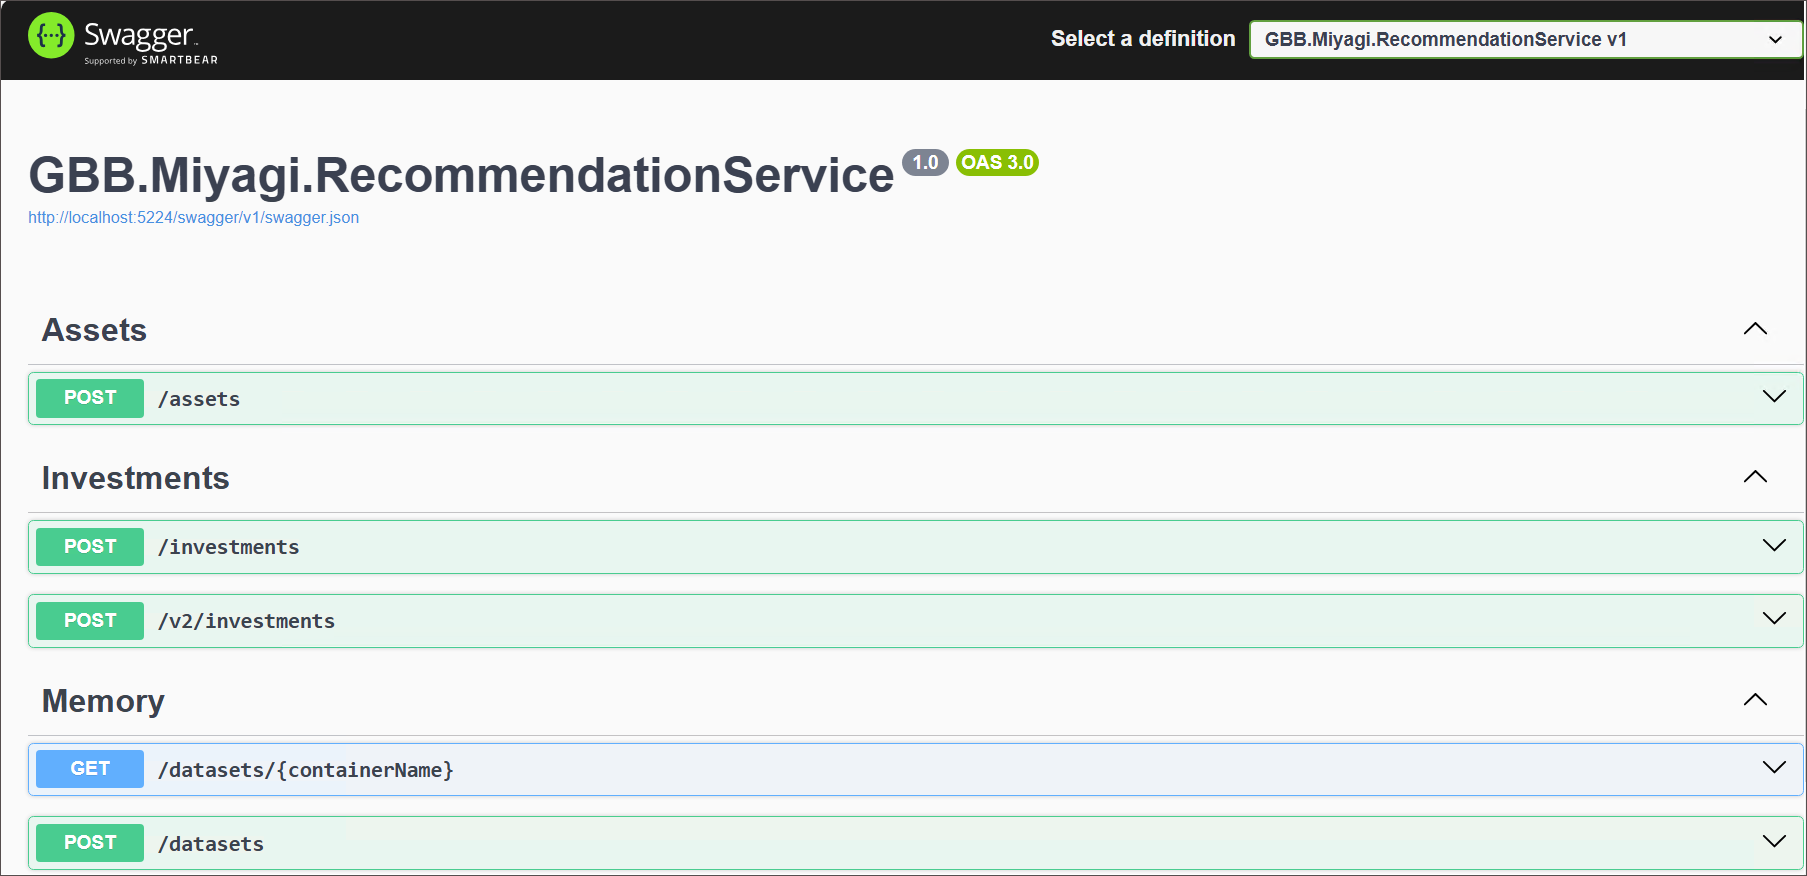 Swagger™
Supported by SMARTBEAR
Select a definition
GBB.Miyagi.RecommendationService v1
GBB.Miyagi.RecommendationService 1.0 OAS 3.0
http://localhost:5224/swagger/v1/swagger.json
Assets
POST /assets
Investments
POST /investments
POST /v2/investments
Memory
GET /datasets/{containerName}
POST /datasets